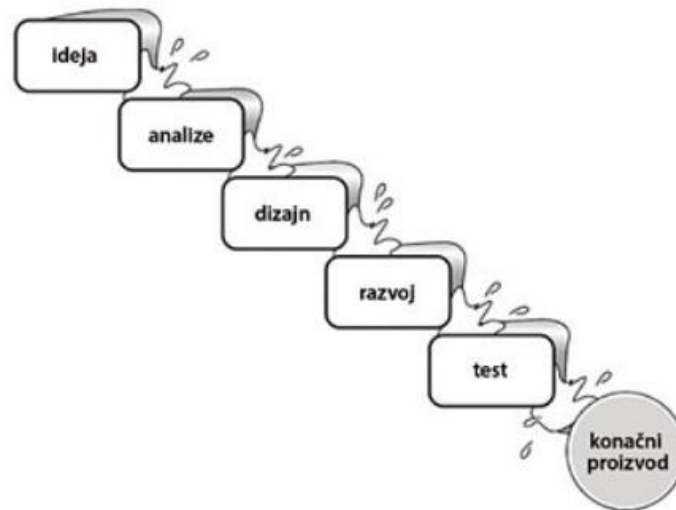 ideja
analize
dizajn
razvoj
test
konačni
proizvod